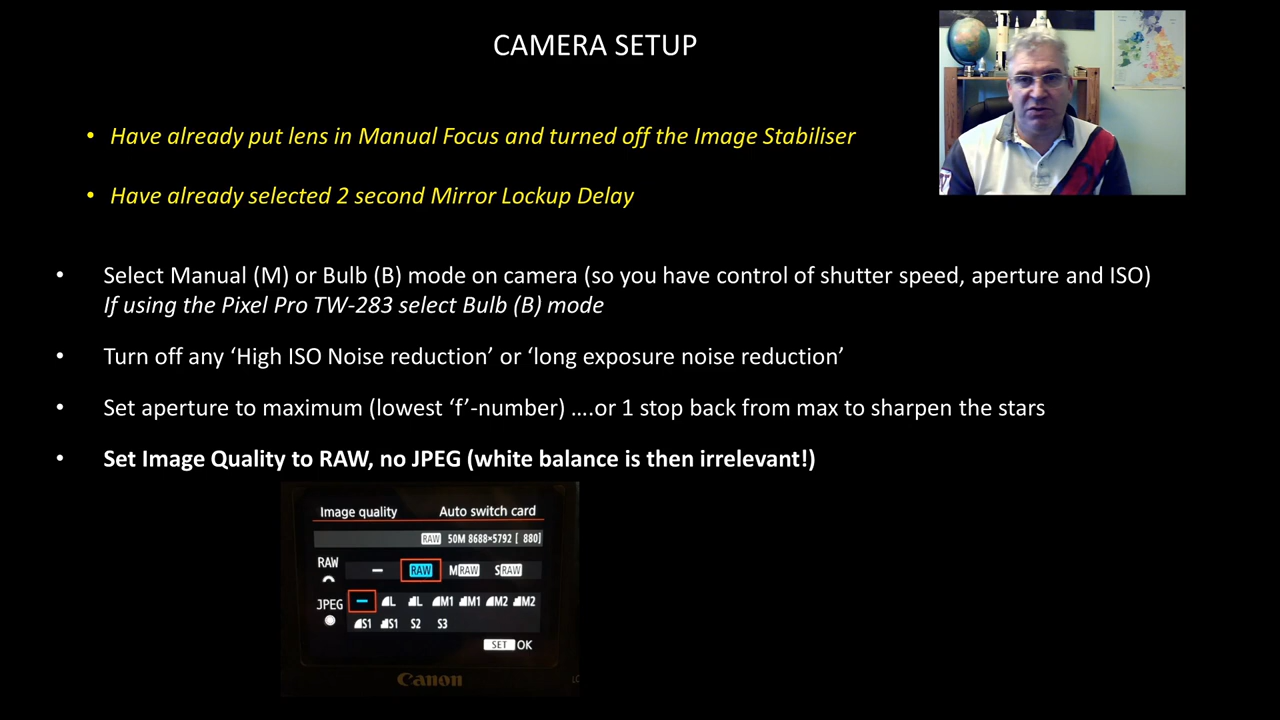 CAMERA SETUP
• Have already put lens in Manual Focus and turned off the Image Stabiliser
• Have already selected 2 second Mirror Lockup Delay
• Select Manual (M) or Bulb (B) mode on camera (so you have control of shutter speed, aperture and ISO)
If using the Pixel Pro TW-283 select Bulb (B) mode
• Turn off any ‘High ISO Noise reduction’ or ‘long exposure noise reduction’
• Set aperture to maximum (lowest ‘f’-number) ….or 1 stop back from max to sharpen the stars
• Set Image Quality to RAW, no JPEG (white balance is then irrelevant!)
Image quality Auto switch card
RAW 50M 8688×5792 [ 880]
RAW — RAW MRAW SRAW
JPEG — L L M1 M1 M2 M2
S1 S1 S2 S3
SET OK
Canon